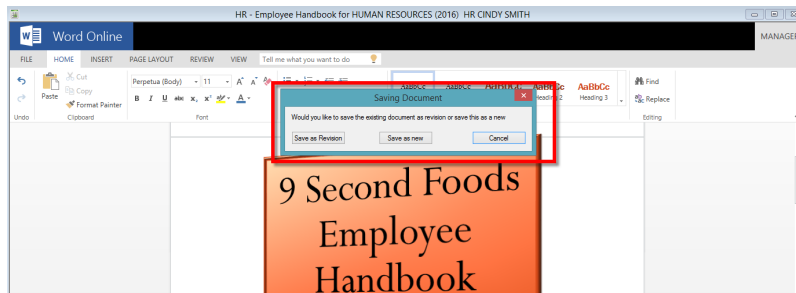 HR - Employee Handbook for HUMAN RESOURCES (2016) HR CINDY SMITH
W Word Online
MANAGE
FILE HOME INSERT PAGE LAYOUT REVIEW VIEW Tell me what you want to do
Paste
Cut
Copy
Format Painter
Perpetua (Body) 11 A A
B I U abc x, x A
AaBbCc AaBbCc AaBbCc AaBbCc AaBbCc
Heading 2 Heading 3
Find
Replace
Undo Clipboard Font Editing
Saving Document
Would you like to save the existing document as revision or save this as a new
Save as Revision Save as new Cancel
9 Second Foods
Employee
Handbook